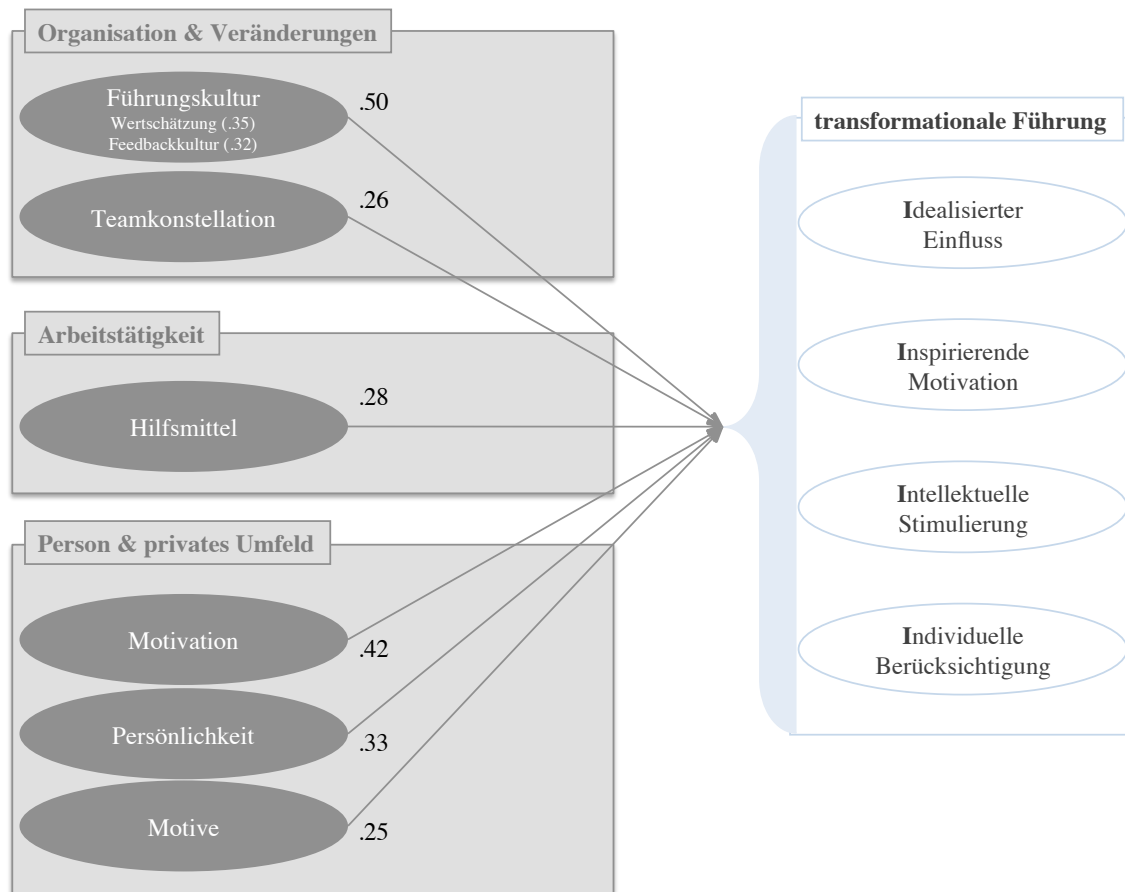 Organisation & Veränderungen
Führungskultur
Wertschätzung (.35)
Feedbackkultur (.32)
.50
Teamkonstellation
.26
Arbeitstätigkeit
Hilfsmittel
.28
Person & privates Umfeld
Motivation
.42
Persönlichkeit
.33
Motive
.25
transformationale Führung
Idealisierter
Einfluss
Inspirierende
Motivation
Intellektuelle
Stimulierung
Individuelle
Berücksichtigung